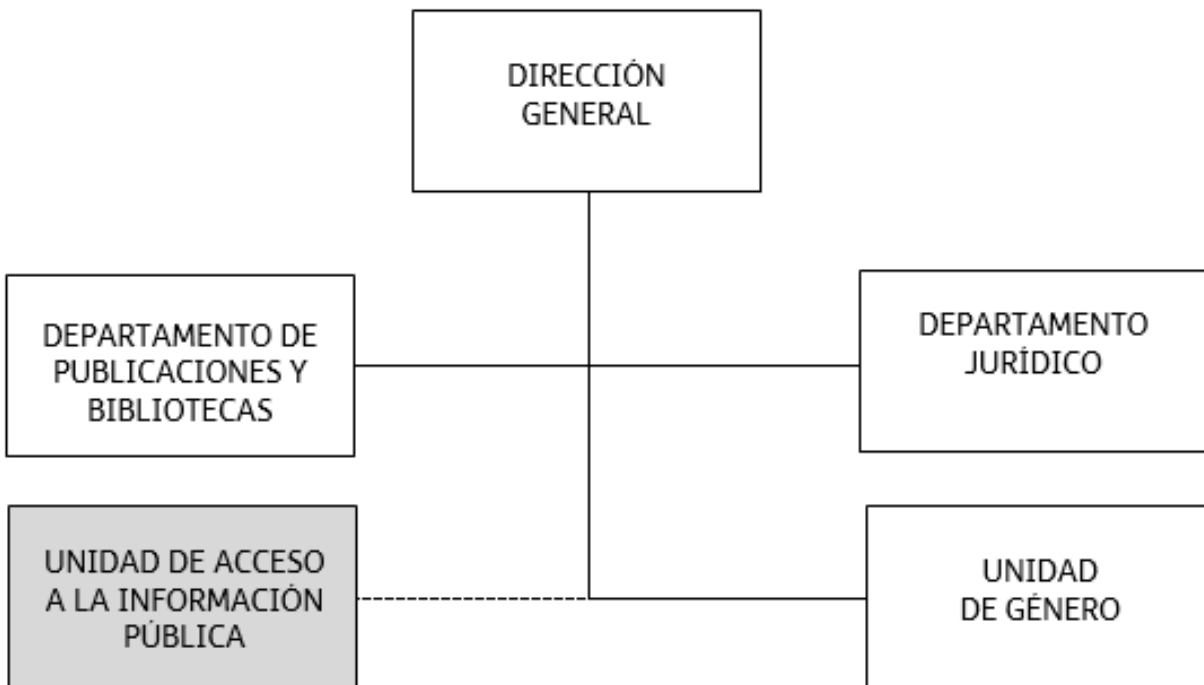 DIRECCIÓN
GENERAL
DEPARTAMENTO DE
PUBLICACIONES Y
BIBLIOTECAS
DEPARTAMENTO
JURÍDICO
UNIDAD DE ACCESO
A LA INFORMACIÓN
PÚBLICA
UNIDAD
DE GÉNERO